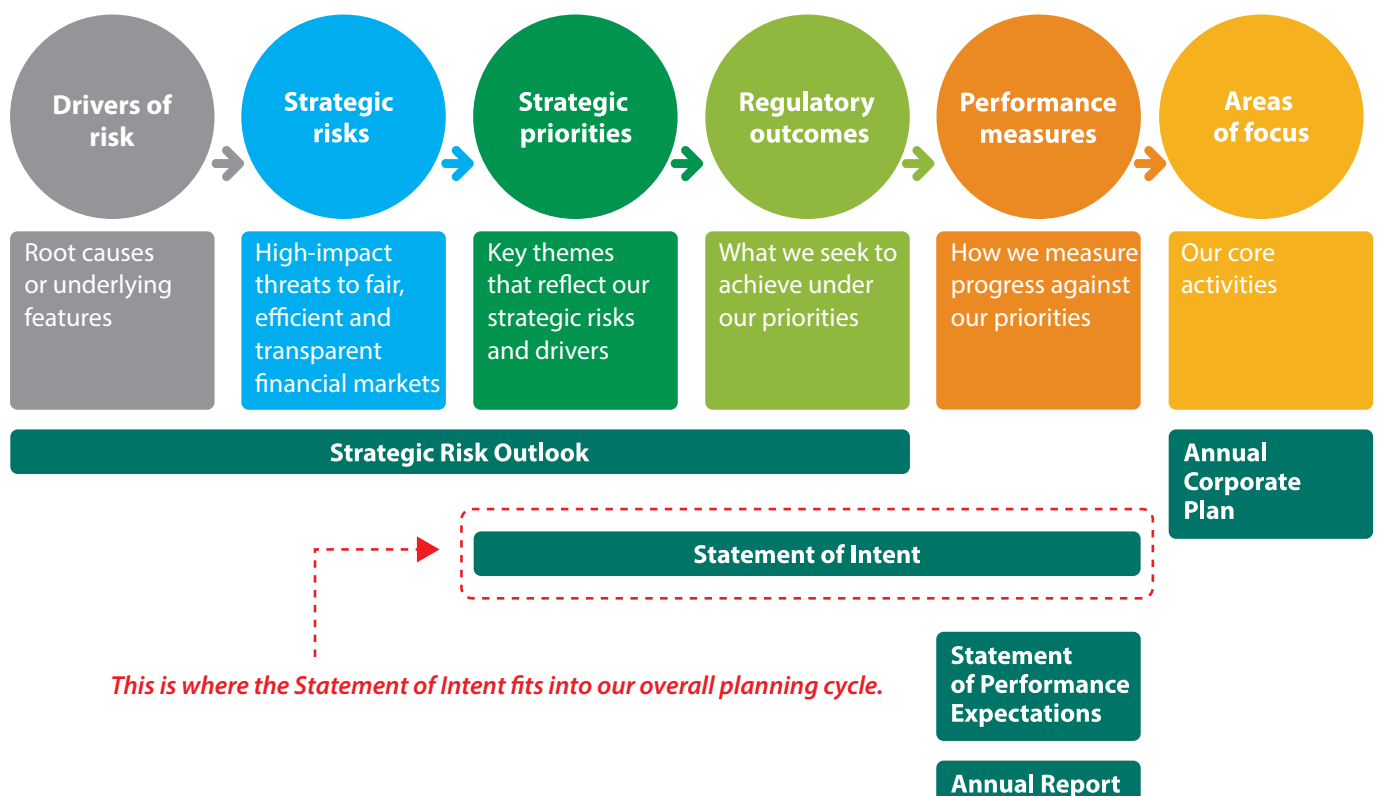 Drivers of
risk
Strategic
risks
Strategic
priorities
Regulatory
outcomes
Performance
measures
Areas
of focus
Root causes
or underlying
features
High-impact
threats to fair,
efficient and
transparent
financial markets
Key themes
that reflect our
strategic risks
and drivers
What we seek to
achieve under
our priorities
How we measure
progress against
our priorities
Our core
activities
Strategic Risk Outlook
Annual
Corporate
Plan
Statement of Intent
This is where the Statement of Intent fits into our overall planning cycle.
Statement
of Performance
Expectations
Annual Report